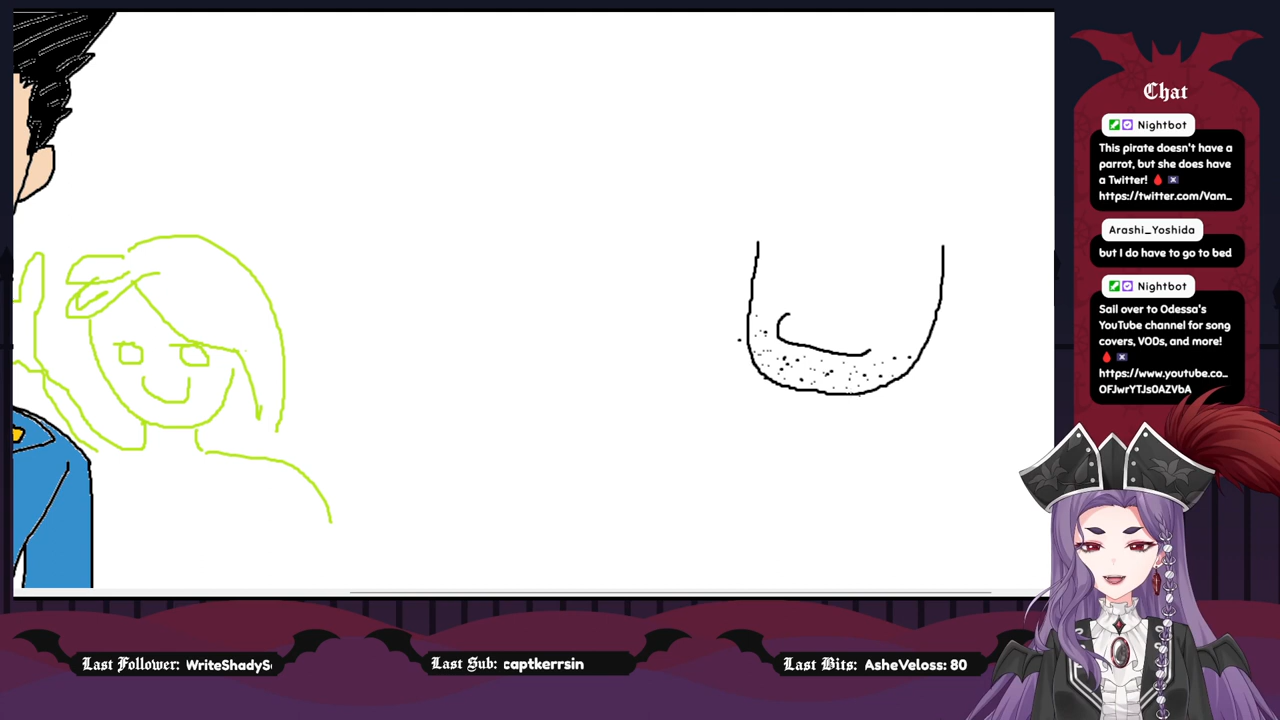 Chat
Nightbot
This pirate doesn't have a
parrot, but she does have
a Twitter!
https://twitter.com/Vam_
Arashi_Yoshida
but i do have to go to bed
Nightbot
Sail over to Odessa's
YouTube channel for song
covers, VODs, and more!
https://www.youtube.co_
OFJwrYTJs0AZVbA
Last Follower: WriteShadyS
Last Sub: captkerrsin
Last Bits: AsheVeloss: 80